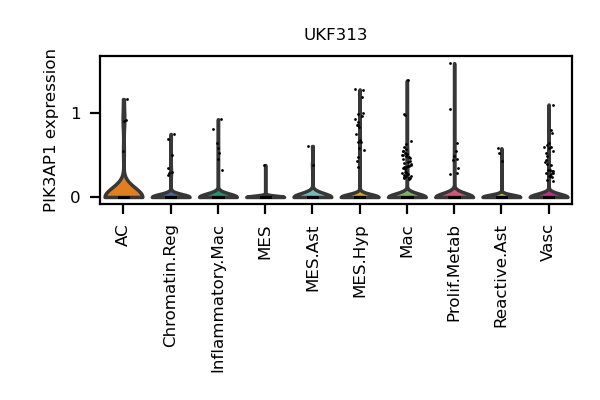 UKF313
PIK3AP1 expression
1
0
AC
Chromatin.Reg
Inflammatory.Mac
MES
MES.Ast
MES.Hyp
Mac
Prolif.Metab
Reactive.Ast
Vasc